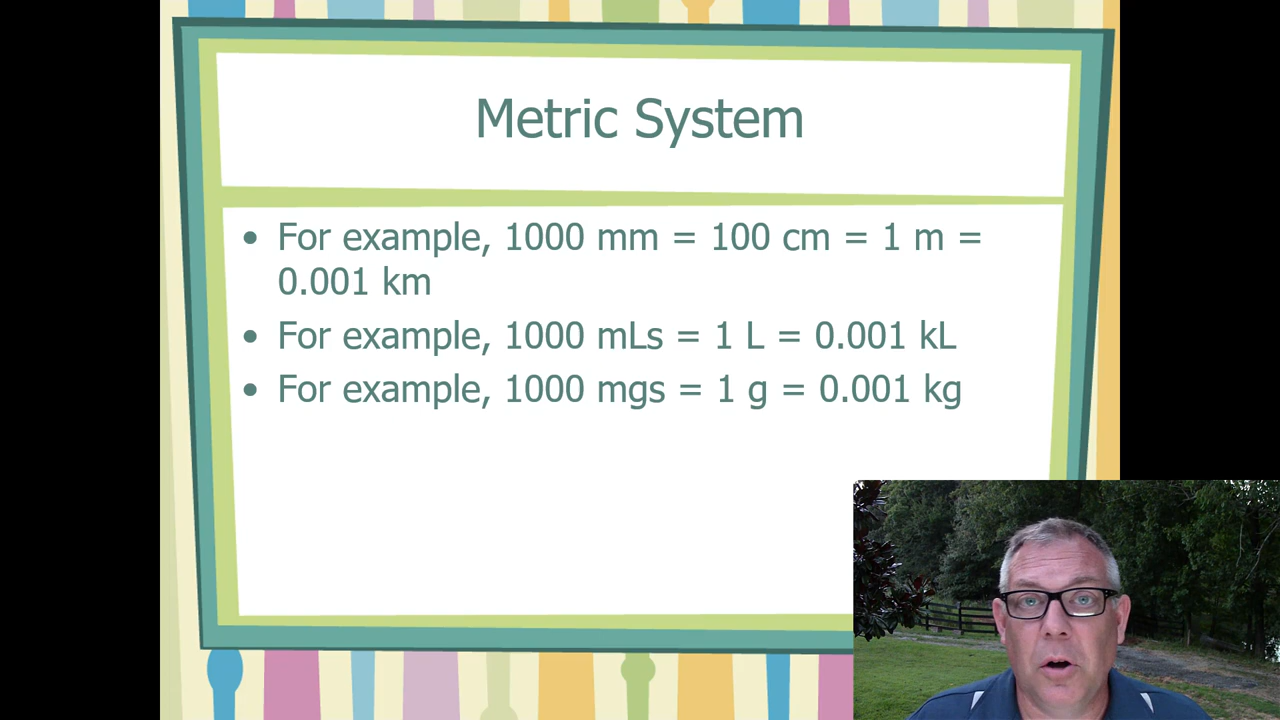 Metric System
• For example, 1000 mm = 100 cm = 1 m =
0.001 km
• For example, 1000 mLs = 1 L = 0.001 kL
• For example, 1000 mgs = 1 g = 0.001 kg